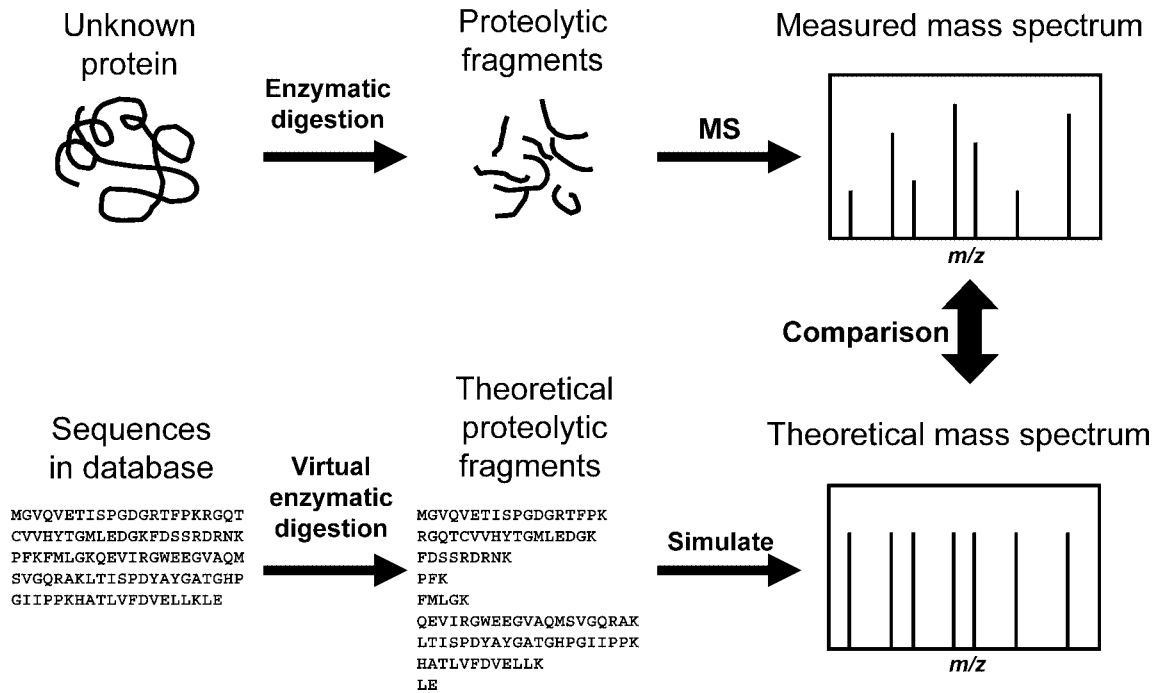 Unknown
protein
Enzymatic
digestion
Proteolytic
fragments
MS
Measured mass spectrum
m/z
Comparison
Sequences
in database
MGVQVETISPGDGRTFPKRGQT
CVVHYTGMLEDGKFDSSRDRNK
PFKFMLGKQEVIRGWEEGVAQM
SVGQRAKLTISPDYAYGATGHP
GIIPPKHATLVFDVELLKLE
Virtual
enzymatic
digestion
Theoretical
proteolytic
fragments
MGVQVETISPGDGRTFPK
RGQTCVVHYTGMLEDGK
FDSSRDRNK
PFK
FMLGK
QEVIRGWEEGVAQMSVGQRAK
LTISPDYAYGATGHPGIIPPK
HATLVFDVELLK
LE
Simulate
Theoretical mass spectrum
m/z